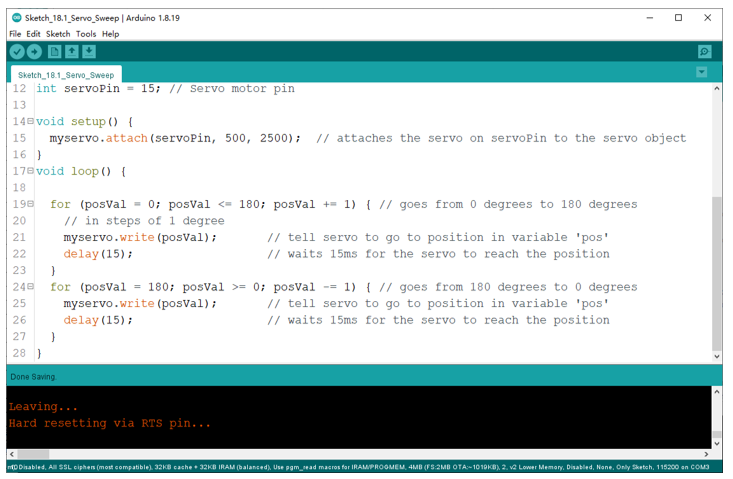 Sketch_18.1_Servo_Sweep | Arduino 1.8.19
File Edit Sketch Tools Help
Sketch_18.1_Servo_Sweep
12 int servoPin = 15; // Servo motor pin
13
14 void setup() {
15 myservo.attach(servoPin, 500, 2500); // attaches the servo on servoPin to the servo object
16 }
17 void loop() {
18
19 for (posVal = 0; posVal <= 180; posVal += 1) { // goes from 0 degrees to 180 degrees
20 // in steps of 1 degree
21 myservo.write(posVal); // tell servo to go to position in variable 'pos'
22 delay(15); // waits 15ms for the servo to reach the position
23 }
24 for (posVal = 180; posVal >= 0; posVal -= 1) { // goes from 180 degrees to 0 degrees
25 myservo.write(posVal); // tell servo to go to position in variable 'pos'
26 delay(15); // waits 15ms for the servo to reach the position
27 }
28 }
Done Saving
Leaving...
Hard resetting via RTS pin...
Disabled, All SSL ciphers (most compatible), 32KB cache + 32KB IRAM (balanced), Use pgm_read macros for IRAM/PROGMEM, 4MB (FS:2MB OTA:~1019KB), 2, v2 Lower Memory, Disabled, None, Only Sketch, 115200 on COM3